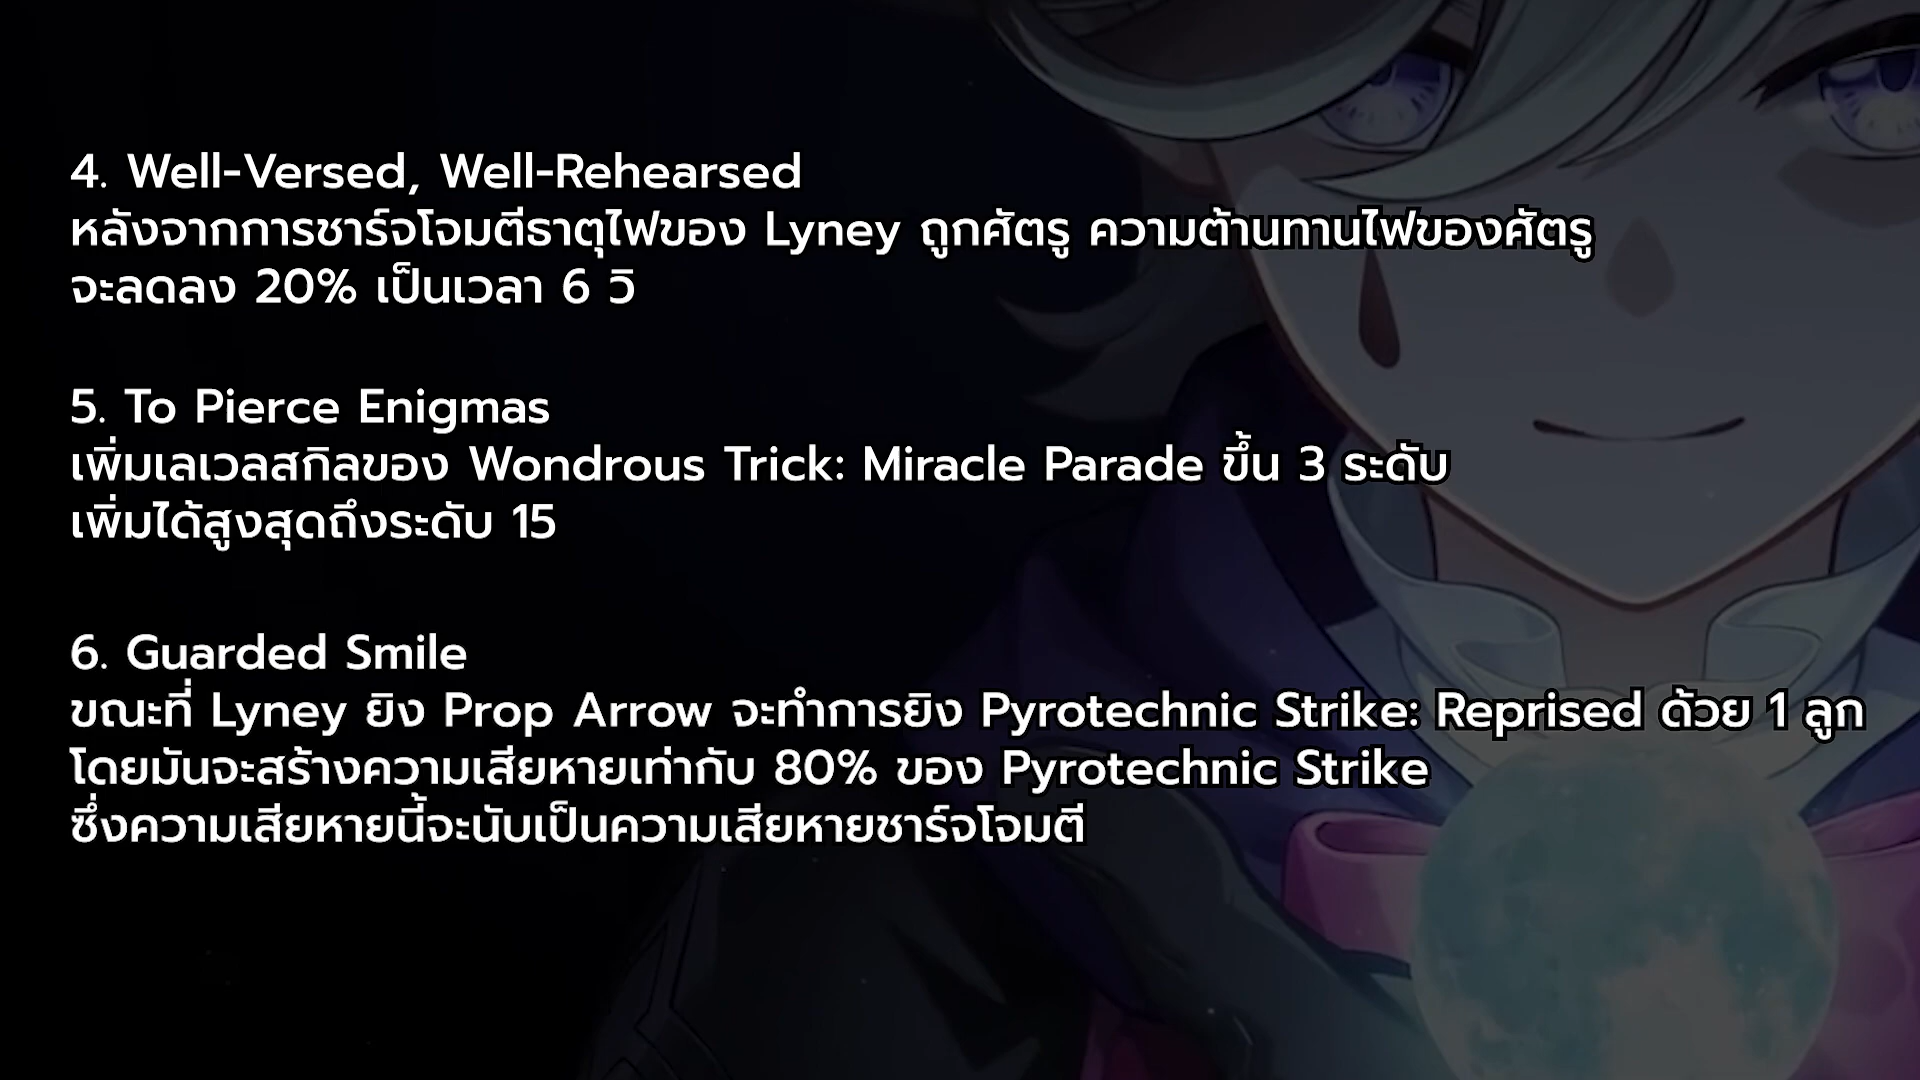 4. Well-Versed, Well-Rehearsed
หลังจากการชาร์จโจมตีธาตุไฟของ Lyney ถูกศัตรู ความต้านทานไฟของศัตรู
จะลดลง 20% เป็นเวลา 6 วิ
5. To Pierce Enigmas
เพิ่มเลเวลสกิลของ Wondrous Trick: Miracle Parade ขึ้น 3 ระดับ
เพิ่มได้สูงสุดถึงระดับ 15
6. Guarded Smile
ขณะที่ Lyney ยิง Prop Arrow จะทำการยิง Pyrotechnic Strike: Reprised ด้วย 1 ลูก
โดยมันจะสร้างความเสียหายเท่ากับ 80% ของ Pyrotechnic Strike
ซึ่งความเสียหายนี้จะนับเป็นความเสียหายชาร์จโจมตี